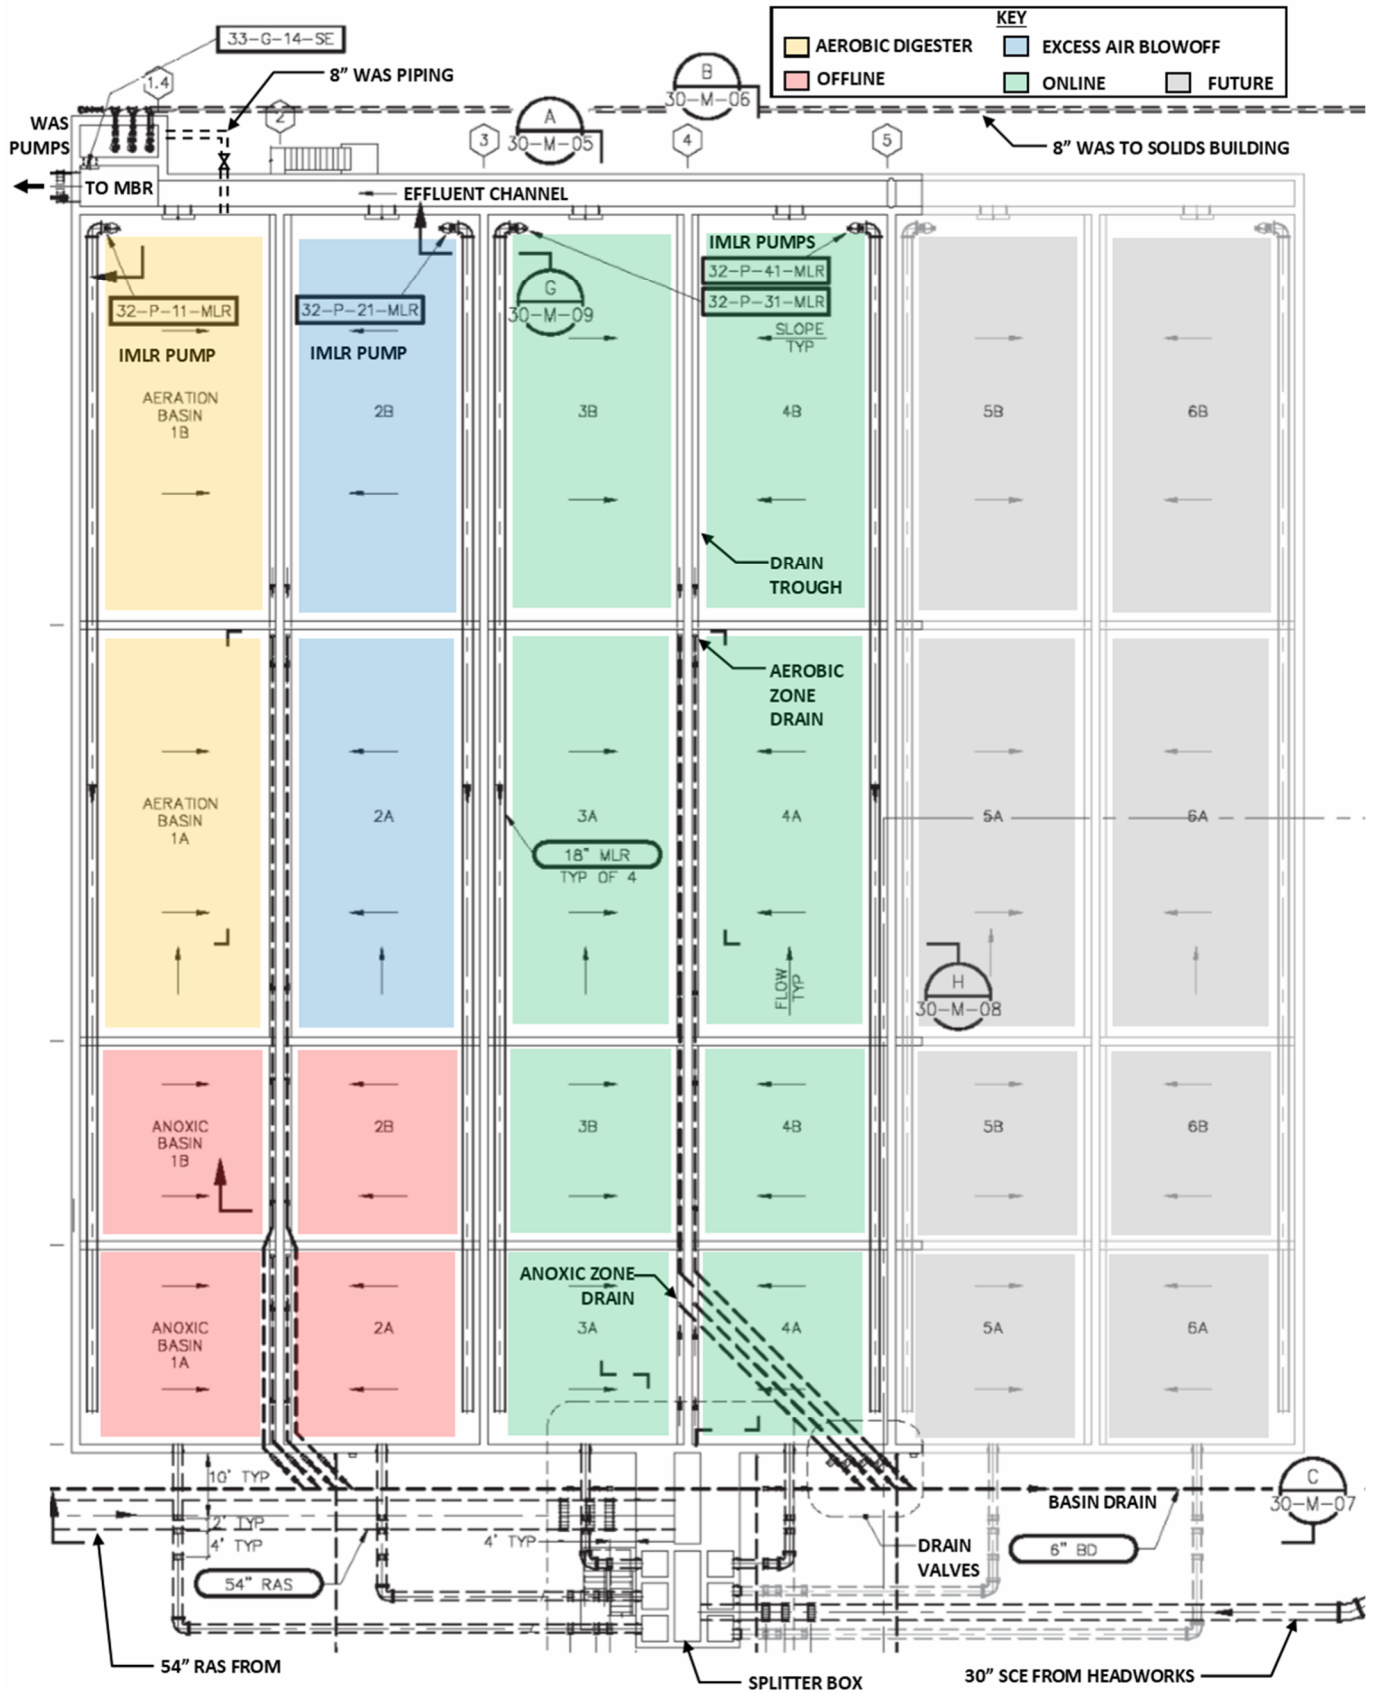 KEY
AEROBIC DIGESTER
EXCESS AIR BLOWOFF
OFFLINE
ONLINE
FUTURE
33-G-14-SE
8” WAS PIPING
1.4
2
A
30-M-05
B
30-M-06
3
4
5
WAS
PUMPS
8” WAS TO SOLIDS BUILDING
TO MBR
EFFLUENT CHANNEL
IMLR PUMPS
32-P-41-MLR
32-P-31-MLR
32-P-11-MLR
IMLR PUMP
32-P-21-MLR
IMLR PUMP
G
30-M-09
SLOPE
TYP
AERATION
BASIN
1B
2B
3B
4B
5B
6B
DRAIN
TROUGH
AEROBIC
ZONE
DRAIN
AERATION
BASIN
1A
2A
3A
4A
5A
6A
18" MLR
TYP OF 4
FLOW
TYP
H
30-M-08
ANOXIC
BASIN
1B
2B
3B
4B
5B
6B
ANOXIC ZONE
DRAIN
ANOXIC
BASIN
1A
2A
3A
4A
5A
6A
10' TYP
2' TYP
4' TYP
4' TYP
54" RAS
BASIN DRAIN
C
30-M-07
DRAIN
VALVES
6" BD
54” RAS FROM
SPLITTER BOX
30” SCE FROM HEADWORKS